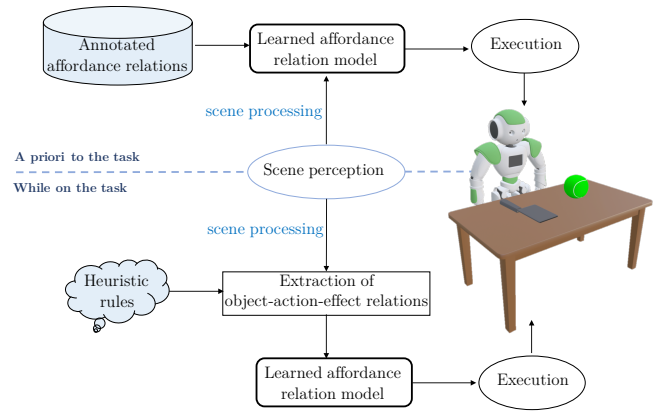 Annotated
affordance relations
Learned affordance
relation model
Execution
scene processing
A priori to the task
Scene perception
While on the task
scene processing
Heuristic
rules
Extraction of
object-action-effect relations
Learned affordance
relation model
Execution